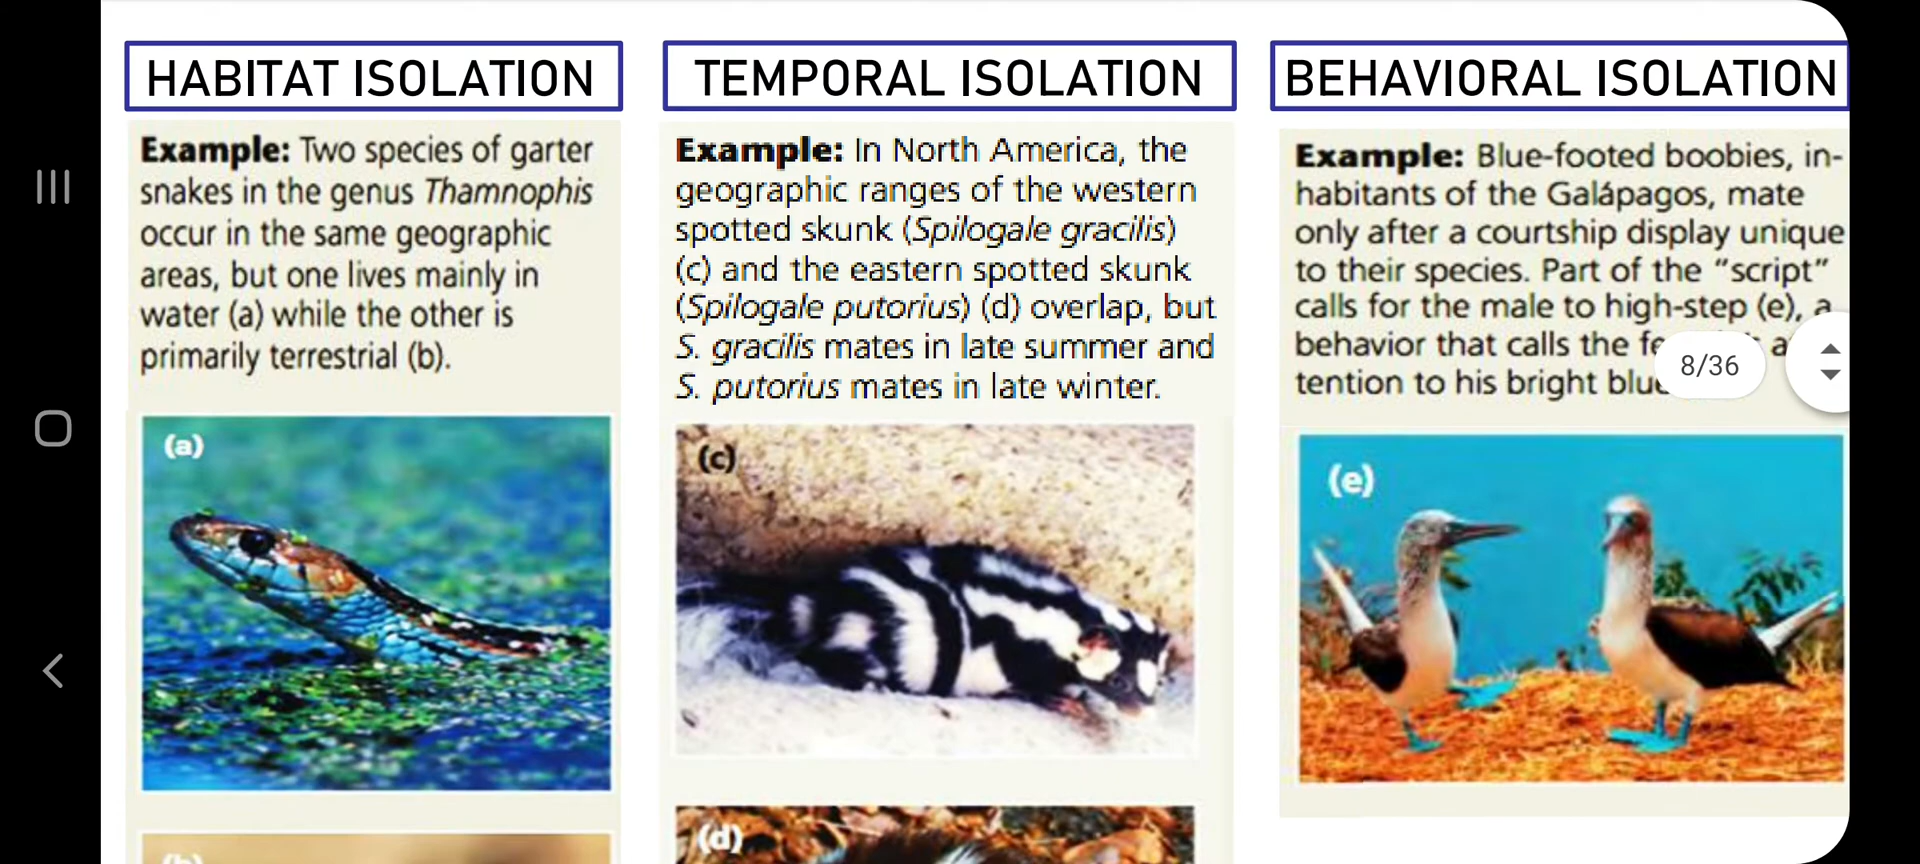 HABITAT ISOLATION
Example: Two species of garter
snakes in the genus Thamnophis
occur in the same geographic
areas, but one lives mainly in
water (a) while the other is
primarily terrestrial (b).
(a)
TEMPORAL ISOLATION
Example: In North America, the
geographic ranges of the western
spotted skunk (Spilogale gracilis)
(c) and the eastern spotted skunk
(Spilogale putorius) (d) overlap, but
S. gracilis mates in late summer and
S. putorius mates in late winter.
(c)
(d)
BEHAVIORAL ISOLATION
Example: Blue-footed boobies, in-
habitants of the Galápagos, mate
only after a courtship display unique
to their species. Part of the "script"
calls for the male to high-step (e), a
behavior that calls the
tention to his bright blue
8/36
(e)